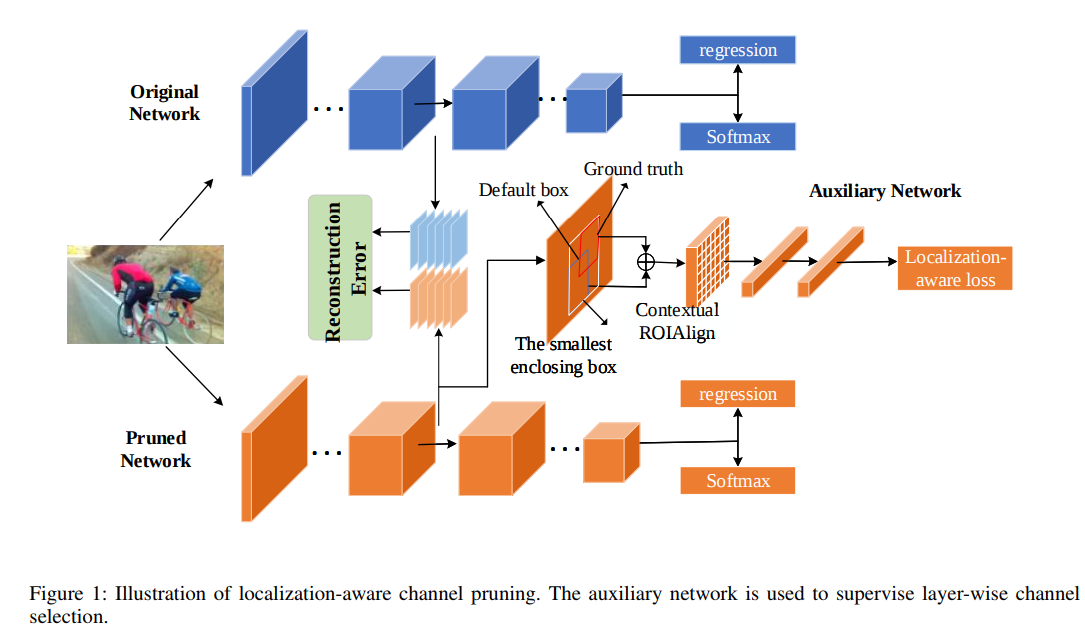 Original
Network
regression
Softmax
Ground truth
Default box
Auxiliary Network
Reconstruction
Error
Localization-
aware loss
Contextual
ROIAlign
The smallest
enclosing box
Pruned
Network
regression
Softmax
Figure 1: Illustration of localization-aware channel pruning. The auxiliary network is used to supervise layer-wise channel
selection.